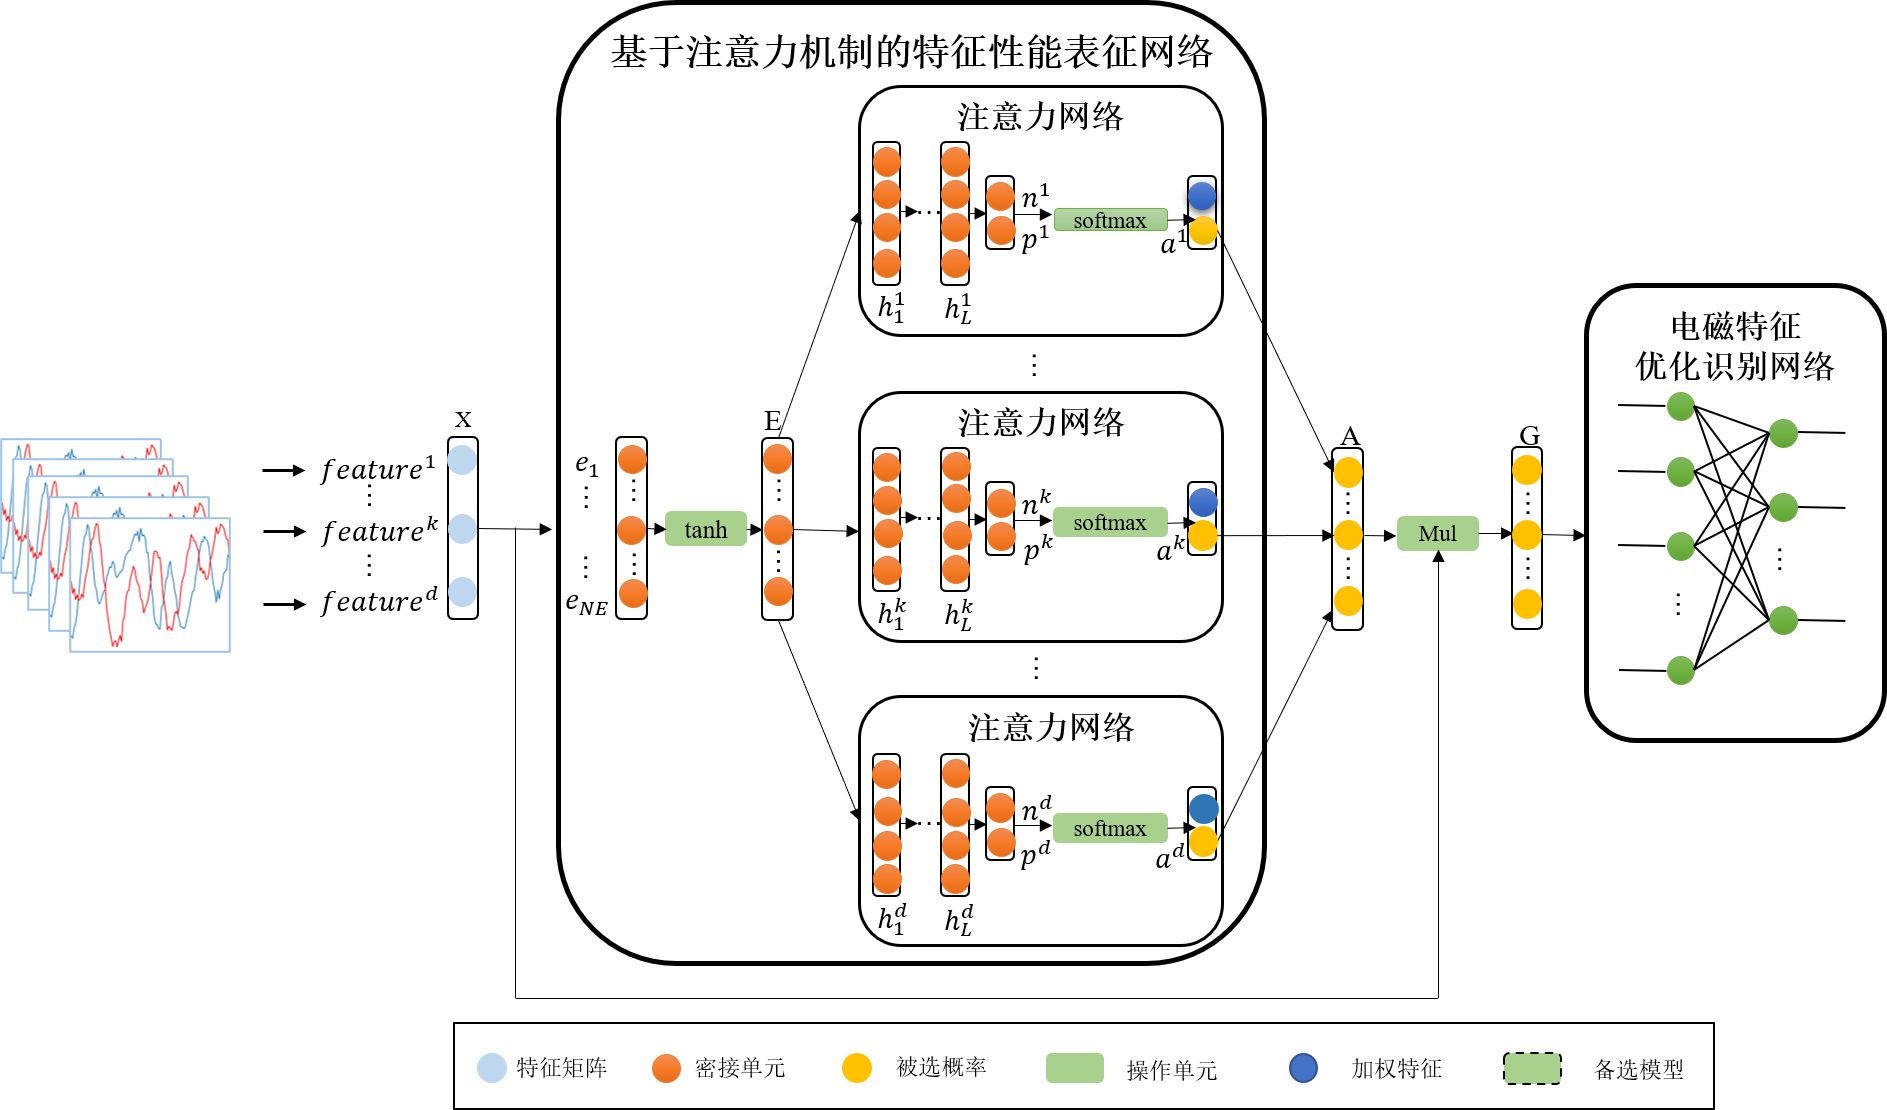 基于注意力机制的特征性能表征网络
注意力网络
n^1
p^1
softmax
a^1
h_1^1
h_L^1
⋮
注意力网络
n^k
p^k
softmax
a^k
h_1^k
h_L^k
⋮
注意力网络
n^d
p^d
softmax
a^d
h_1^d
h_L^d
feature^1
⋮
feature^k
⋮
feature^d
X
e_1
⋮
⋮
e_{NE}
tanh
E
A
Mul
G
电磁特征
优化识别网络
特征矩阵 密接单元 被选概率 操作单元 加权特征 备选模型